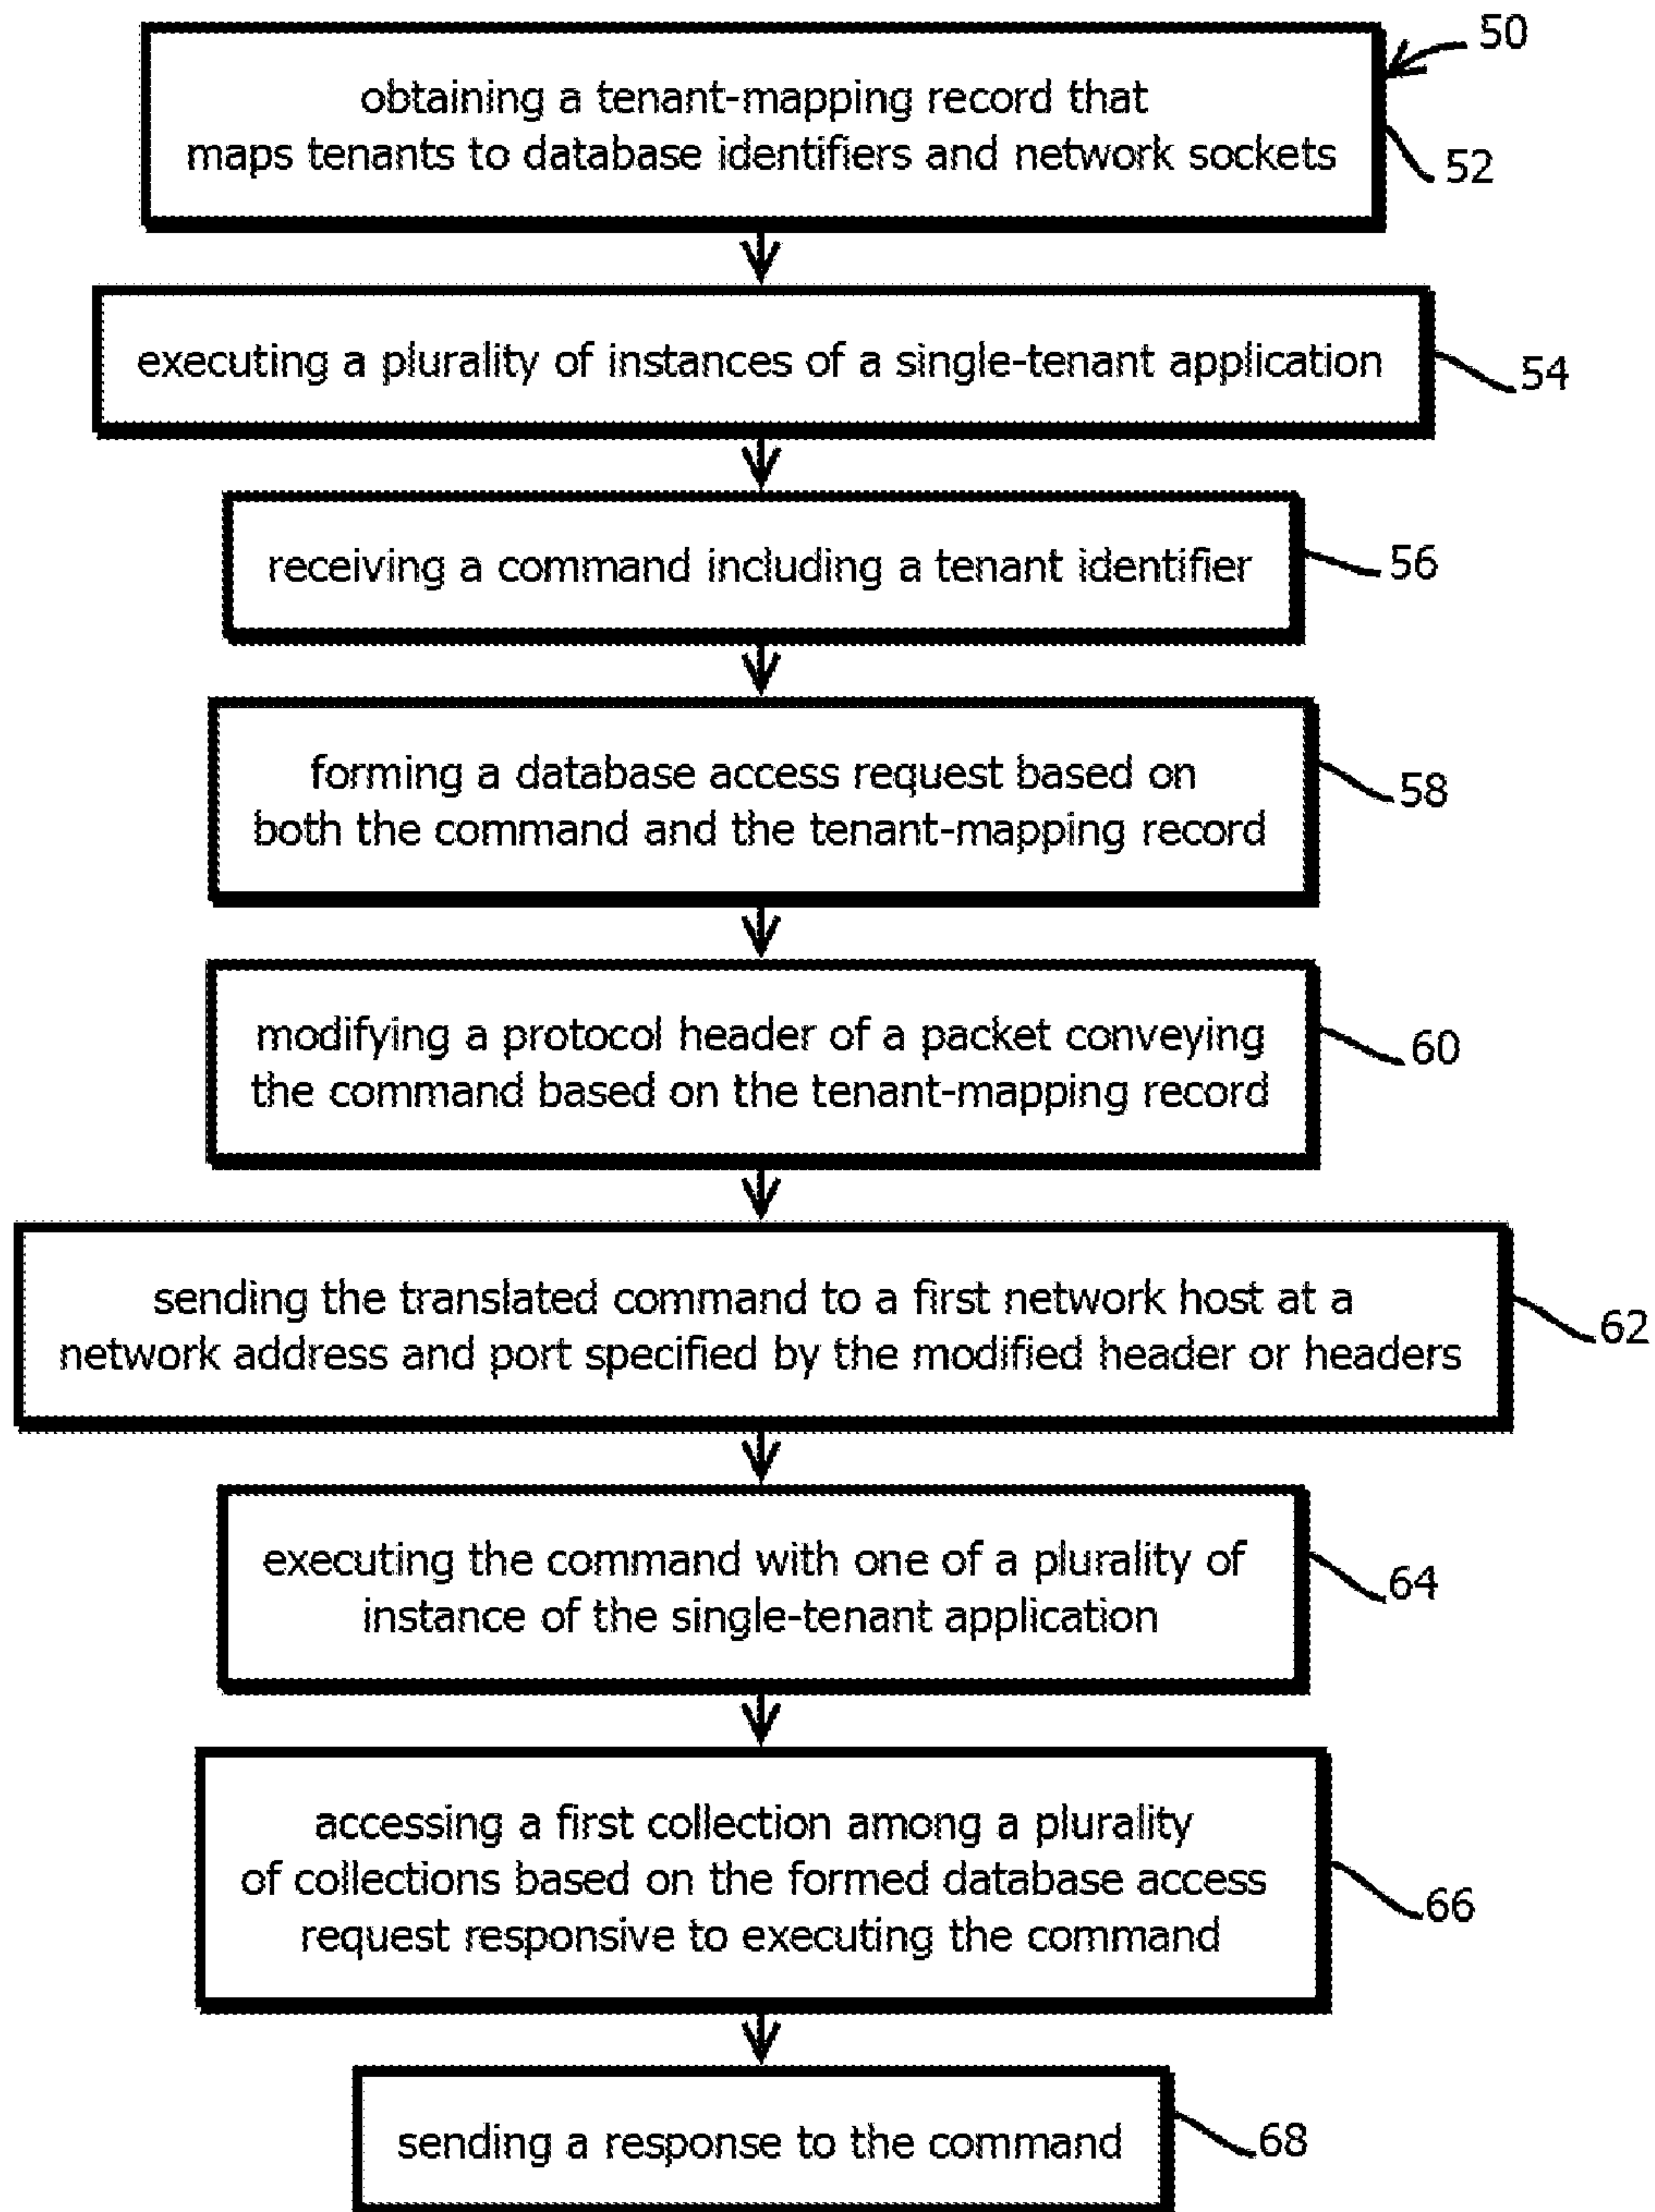 50
obtaining a tenant-mapping record that
maps tenants to database identifiers and network sockets
52
executing a plurality of instances of a single-tenant application
54
receiving a command including a tenant identifier
56
forming a database access request based on
both the command and the tenant-mapping record
58
modifying a protocol header of a packet conveying
the command based on the tenant-mapping record
60
sending the translated command to a first network host at a
network address and port specified by the modified header or headers
62
executing the command with one of a plurality of
instance of the single-tenant application
64
accessing a first collection among a plurality
of collections based on the formed database access
request responsive to executing the command
66
sending a response to the command
68